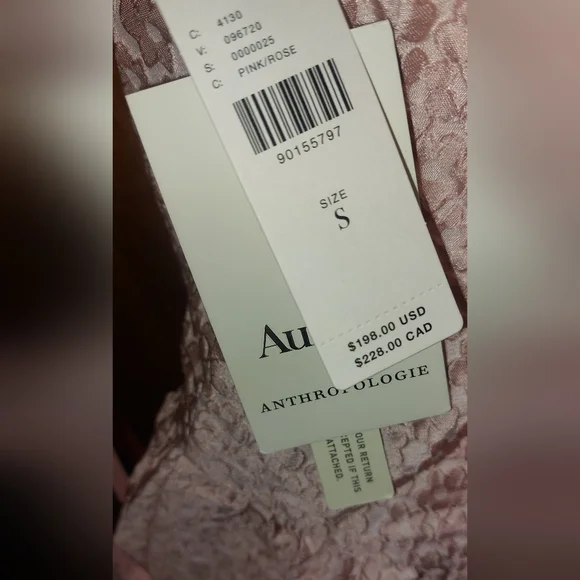 C: 4130
V: 096720
S: 0000025
C: PINK/ROSE
90155797
SIZE
S
$198.00 USD
$228.00 CAD
Au
ANTHROPOLOGIE
OUR RETURN
CEPTED IF THIS
ATTACHED.